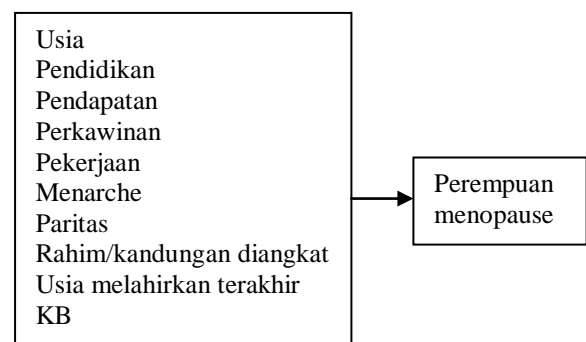 Usia
Pendidikan
Pendapatan
Perkawinan
Pekerjaan
Menarche
Paritas
Rahim/kandungan diangkat
Usia melahirkan terakhir
KB
Perempuan
menopause